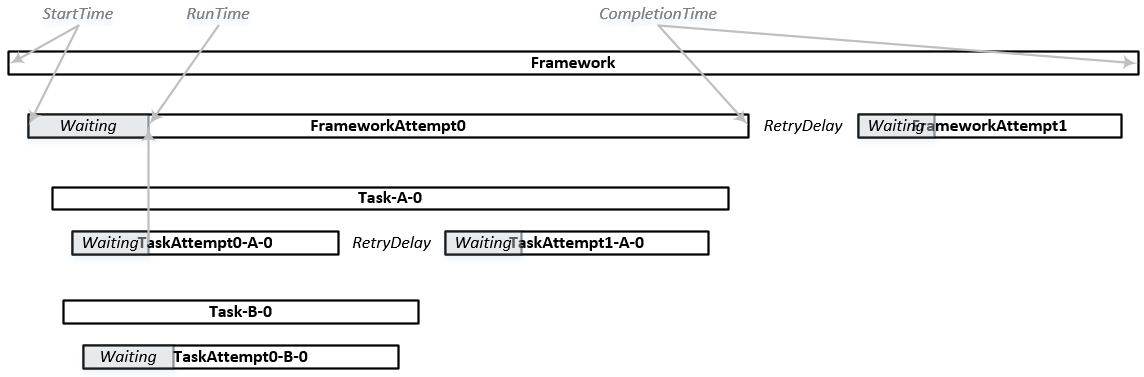 StartTime RunTime CompletionTime
Framework
Waiting FrameworkAttempt0 RetryDelay Waiting FrameworkAttempt1
Task-A-0
Waiting TaskAttempt0-A-0 RetryDelay Waiting TaskAttempt1-A-0
Task-B-0
Waiting TaskAttempt0-B-0